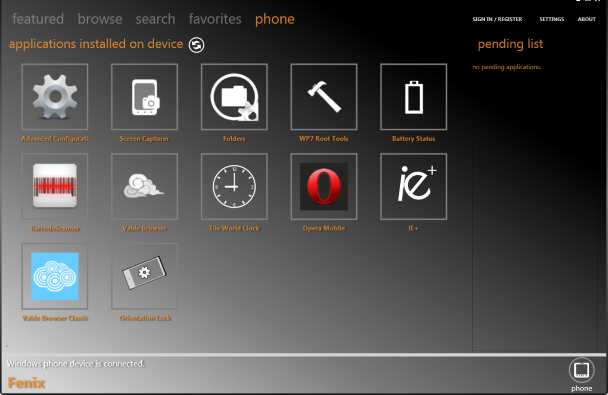 featured browse search favorites phone
SIGN IN / REGISTER SETTINGS ABOUT
applications installed on device
pending list
no pending applications.
Advanced Configurati
Screen Capturer
Folders
WP7 Root Tools
Battery Status
BarcodeScanner
Vable Browser
Tile World Clock
Opera Mobile
ie+
IE +
Vable Browser Classic
Orientation Lock
Windows phone device is connected.
Fenix
phone